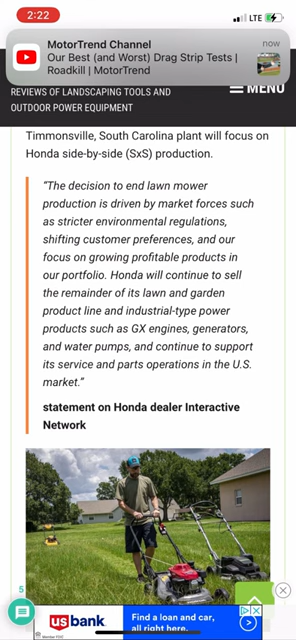 2:22
LTE
MotorTrend Channel
now
Our Best (and Worst) Drag Strip Tests |
Roadkill | MotorTrend
REVIEWS OF LANDSCAPING TOOLS AND
OUTDOOR POWER EQUIPMENT
MENU
Timmonsville, South Carolina plant will focus on
Honda side-by-side (SxS) production.
“The decision to end lawn mower
production is driven by market forces such
as stricter environmental regulations,
shifting customer preferences, and our
focus on growing profitable products in
our portfolio. Honda will continue to sell
the remainder of its lawn and garden
product line and industrial-type power
products such as GX engines, generators,
and water pumps, and continue to support
its service and parts operations in the U.S.
market.”
statement on Honda dealer Interactive
Network
5
usbank
Find a loan and car,
all right here.